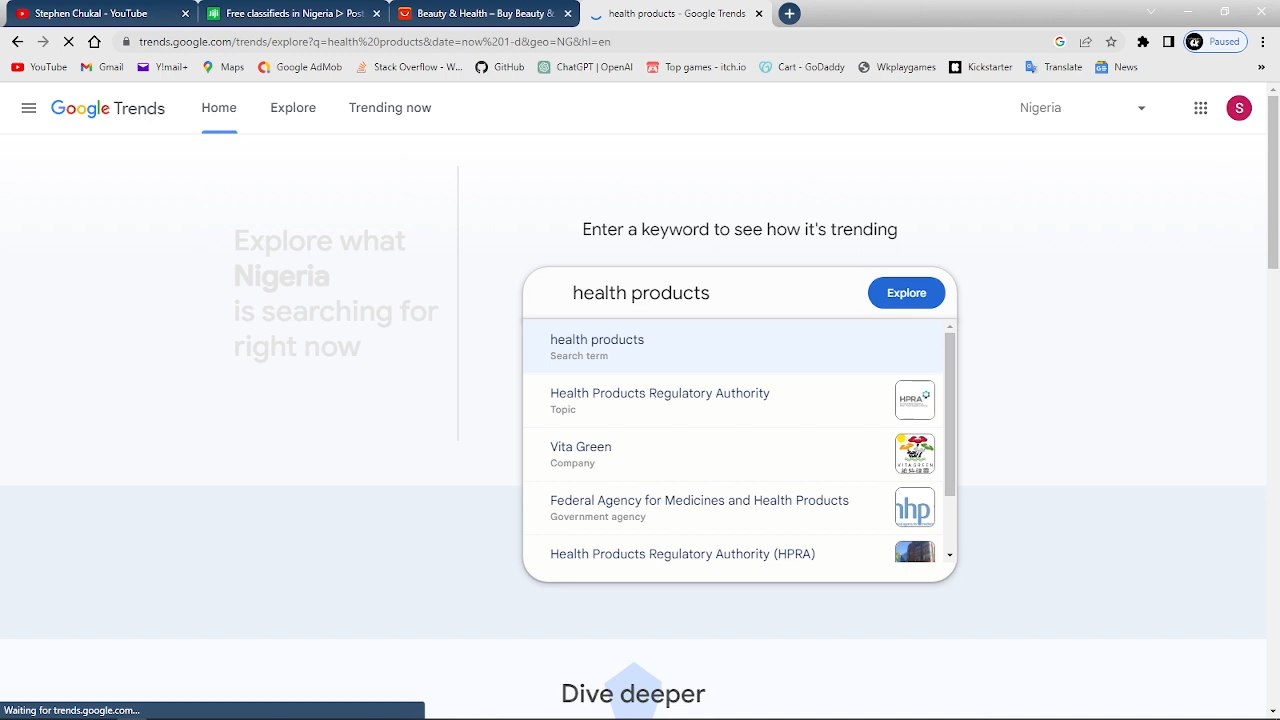 Stephen Chukal - YouTube
Free classifieds in Nigeria ▷ Post
Beauty & Health – Buy Beauty &
health products - Google Trends
trends.google.com/trends/explore?q=health%20products&date=now%201-d&geo=NG&hl=en
Paused
YouTube
Gmail
Y!mail+
Maps
Google AdMob
Stack Overflow - W...
GitHub
ChatGPT | OpenAI
Top games - itch.io
Cart - GoDaddy
Wkplaygames
Kickstarter
Translate
News
Google Trends
Home
Explore
Trending now
Nigeria
S
Explore what
Nigeria
is searching for
right now
Enter a keyword to see how it's trending
health products
Explore
health products
Search term
Health Products Regulatory Authority
Topic
HPRA
Vita Green
Company
VITA GREEN
Federal Agency for Medicines and Health Products
Government agency
Health Products Regulatory Authority (HPRA)
Dive deeper
Waiting for trends.google.com...